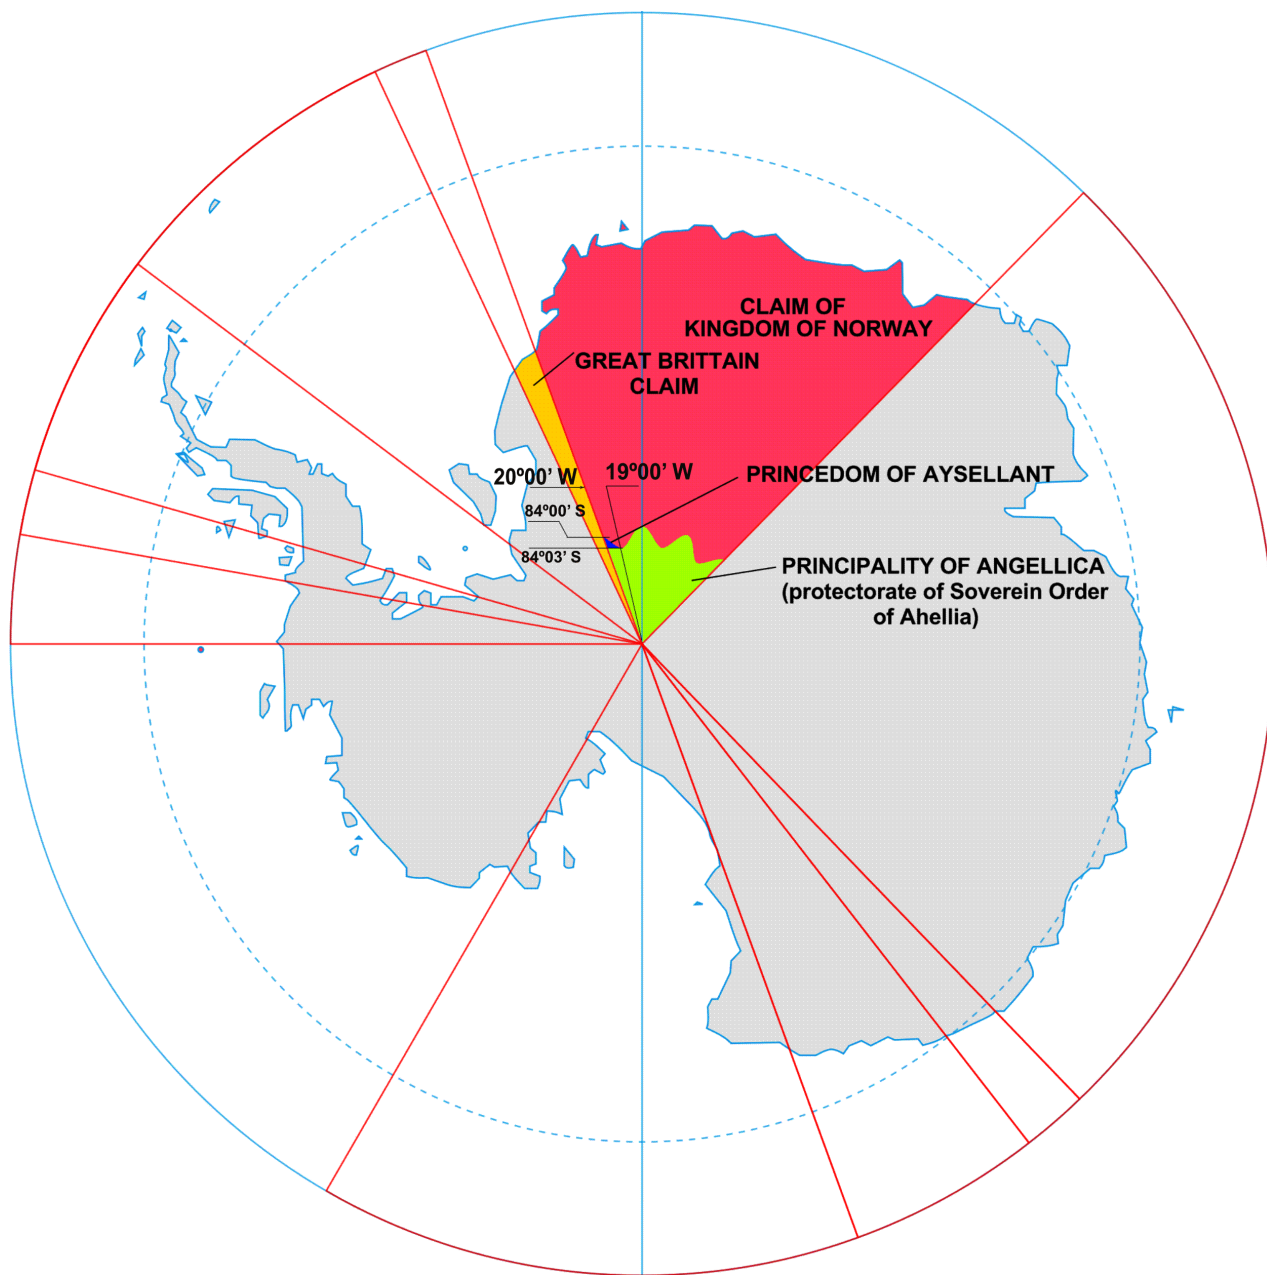 CLAIM OF
KINGDOM OF NORWAY
GREAT BRITTAIN
CLAIM
20º00’ W
19º00’ W
PRINCEDOM OF AYSELLANT
84º00’ S
84º03’ S
PRINCIPALITY OF ANGELLICA
(protectorate of Soverein Order
of Ahellia)